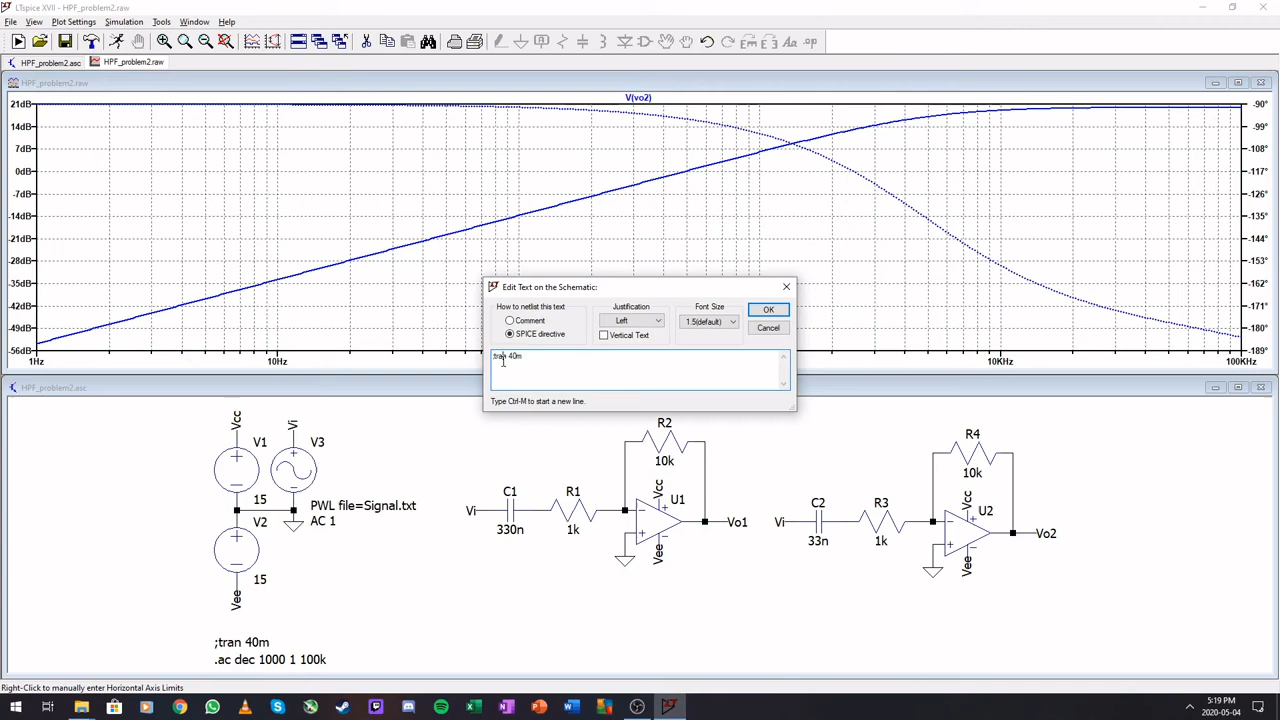 LTspice XVII - HPF_problem2.raw
File View Plot Settings Simulation Tools Window Help
HPF_problem2.asc HPF_problem2.raw
HPF_problem2.raw
V(vo2)
21dB -90°
14dB -99°
7dB -108°
0dB -117°
-7dB -126°
-14dB -135°
-21dB -144°
-28dB -153°
-35dB -162°
-42dB -171°
-49dB -180°
-56dB -189°
1Hz 10Hz 10KHz 100KHz
Edit Text on the Schematic:
How to netlist this text Justification Font Size
Comment Left 1.5(default) OK
SPICE directive Vertical Text Cancel
;tran 40m
Type Ctrl-M to start a new line.
HPF_problem2.asc
Vcc Vi
V1 V3
15
PWL file=Signal.txt
AC 1
V2
15
Vee
;tran 40m
.ac dec 1000 1 100k
R2
10k
C1 R1 Vcc U1
Vi Vo1
330n 1k Vee
R4
10k
C2 R3 Vcc U2
Vi Vo2
33n 1k Vee
Right-Click to manually enter Horizontal Axis Limits
5:19 PM
2020-05-04